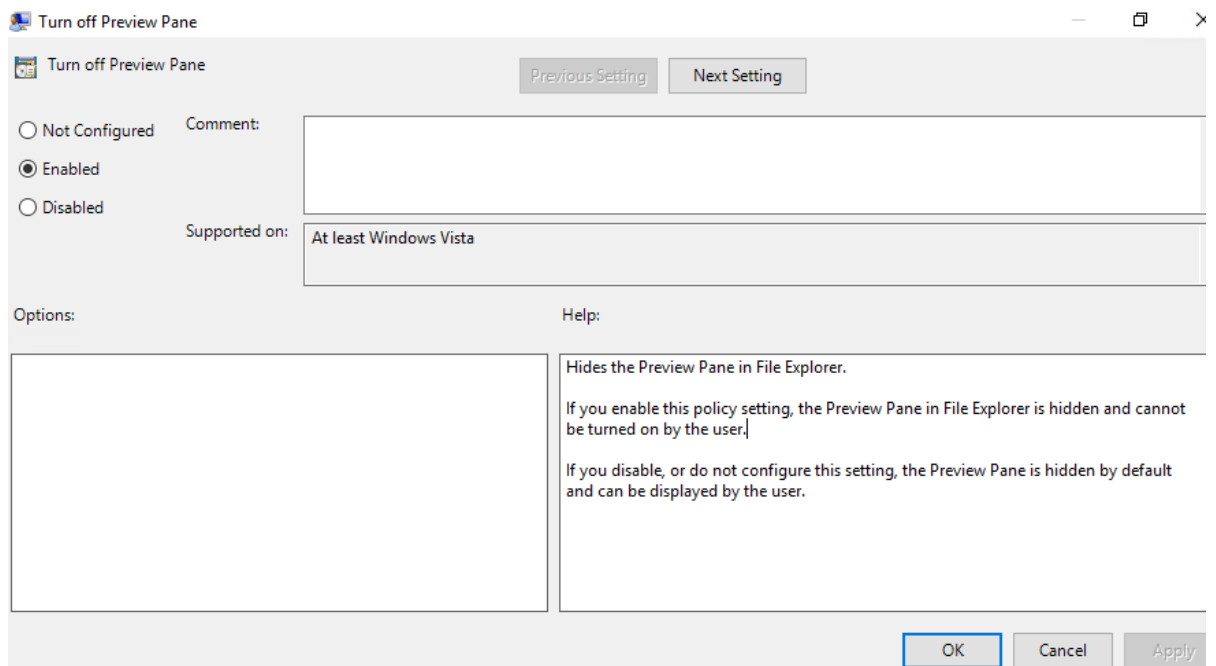 Turn off Preview Pane
Turn off Preview Pane
Previous Setting
Next Setting
Not Configured
Comment:
Enabled
Disabled
Supported on:
At least Windows Vista
Options:
Help:
Hides the Preview Pane in File Explorer.
If you enable this policy setting, the Preview Pane in File Explorer is hidden and cannot
be turned on by the user.
If you disable, or do not configure this setting, the Preview Pane is hidden by default
and can be displayed by the user.
OK
Cancel
Apply